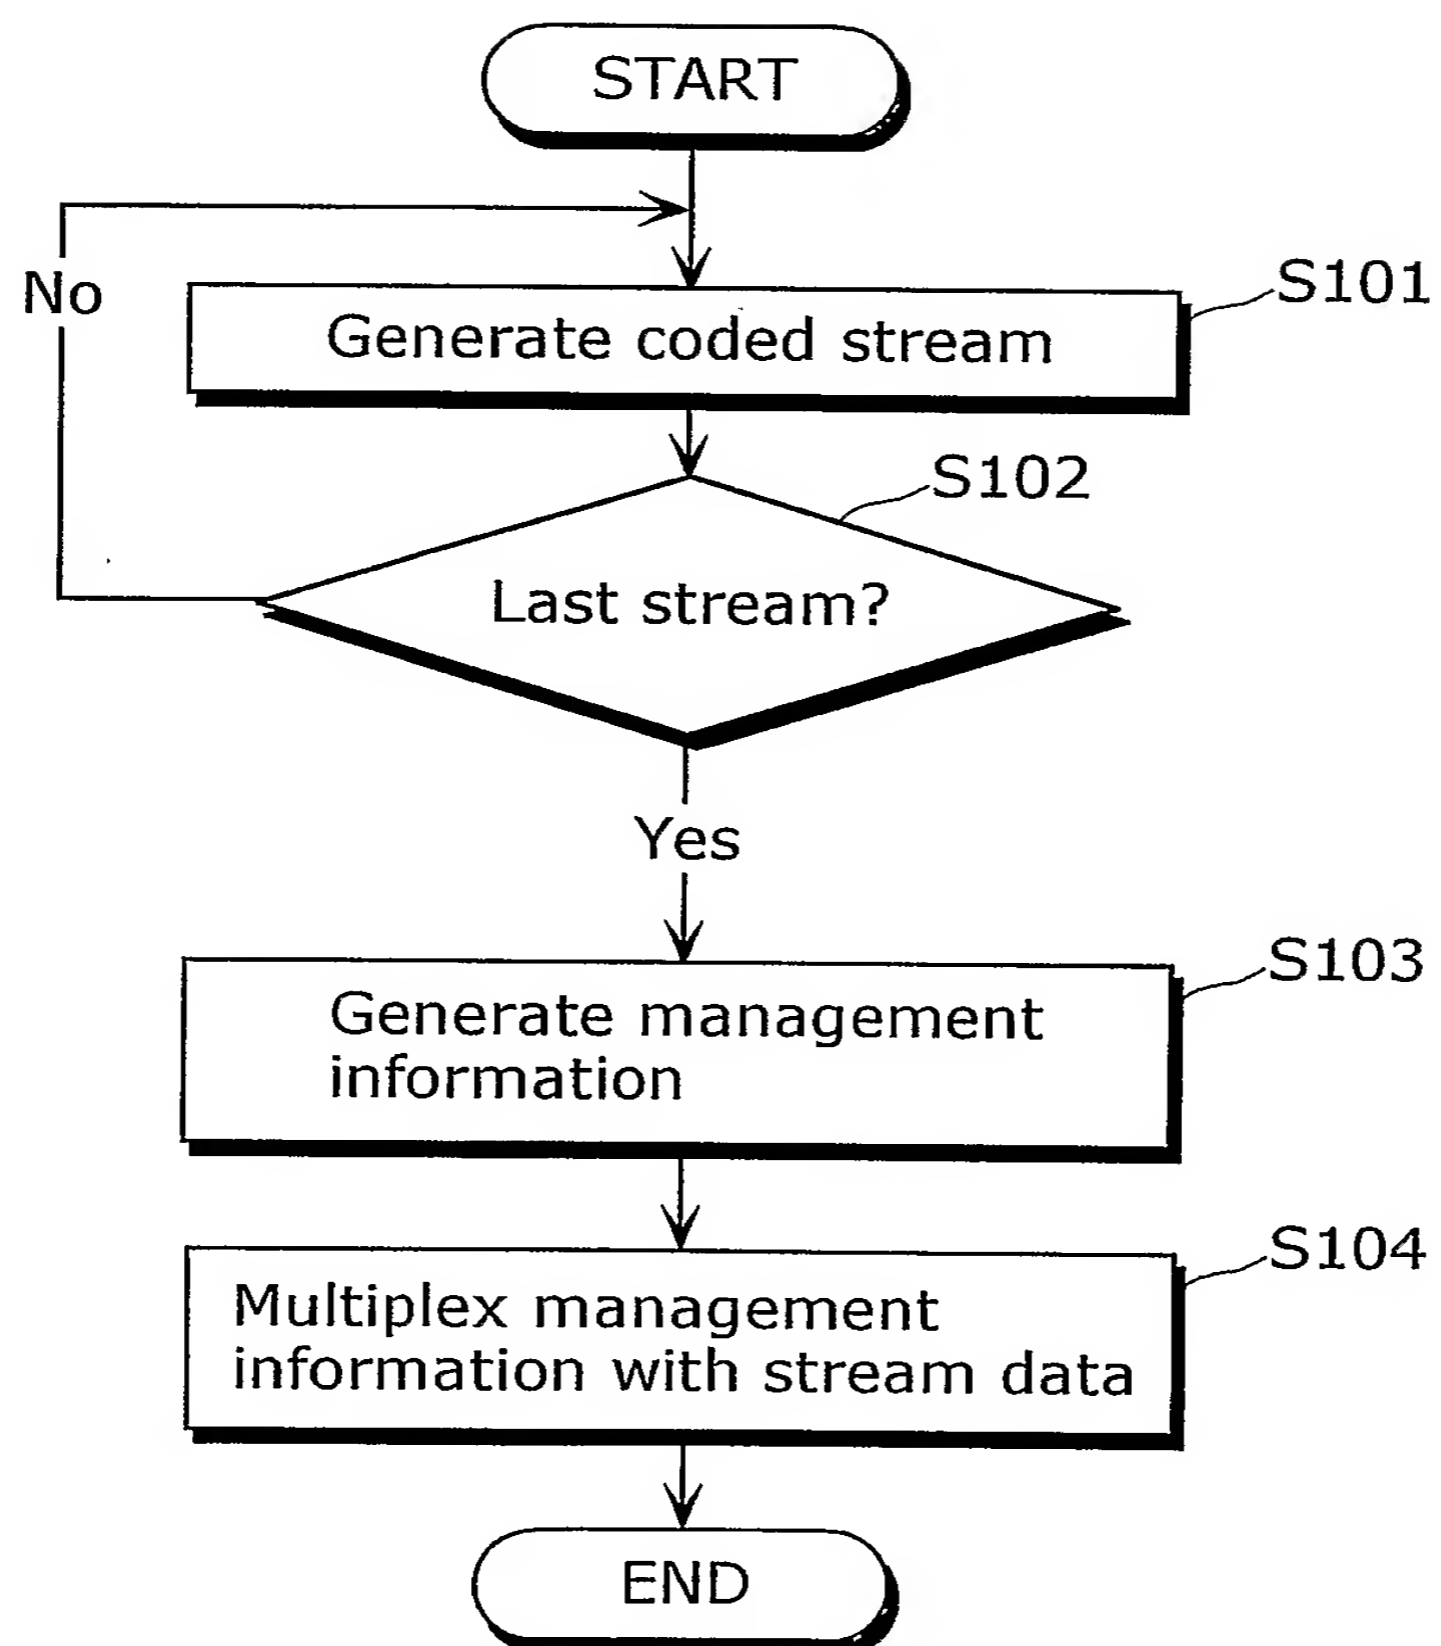 START
No
S101
Generate coded stream
S102
Last stream?
Yes
S103
Generate management
information
S104
Multiplex management
information with stream data
END